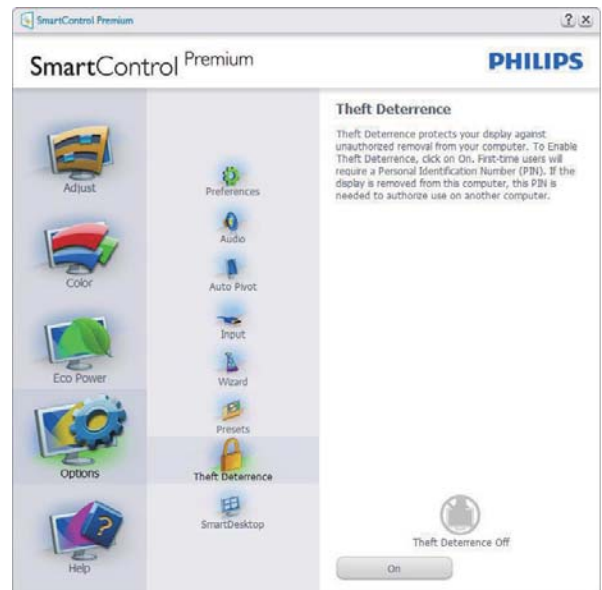 SmartControl Premium
? x
SmartControl Premium
PHILIPS
Adjust
Color
Eco Power
Options
Help
Preferences
Audio
Auto Pivot
Input
Wizard
Presets
Theft Deterrence
SmartDesktop
Theft Deterrence
Theft Deterrence protects your display against
unauthorized removal from your computer. To Enable
Theft Deterrence, click on On. First-time users will
require a Personal Identification Number (PIN). If the
display is removed from this computer, this PIN is
needed to authorize use on another computer.
Theft Deterrence Off
On